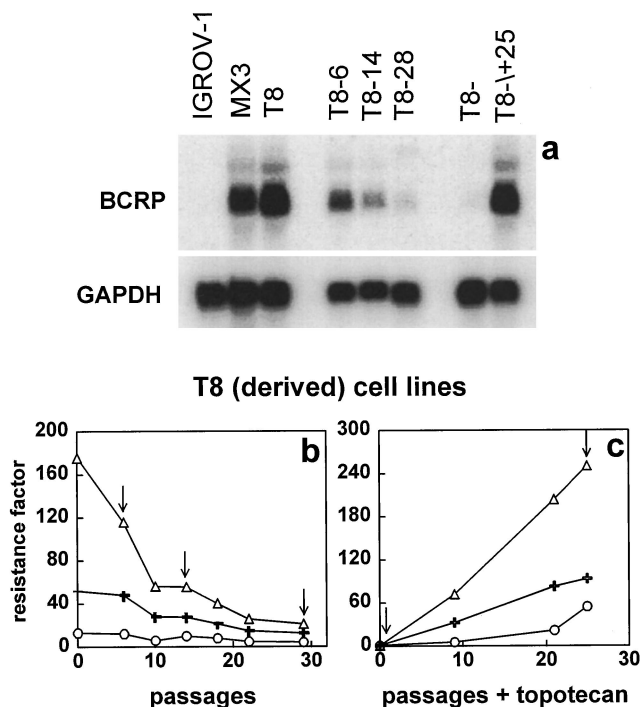 IGROV-1 MX3 T8 T8-6 T8-14 T8-28 T8- T8-\+25
a
BCRP
GAPDH
T8 (derived) cell lines
b
200
160
120
80
40
0
0 10 20 30
resistance factor
passages
c
300
240
180
120
60
0
0 10 20 30
passages + topotecan